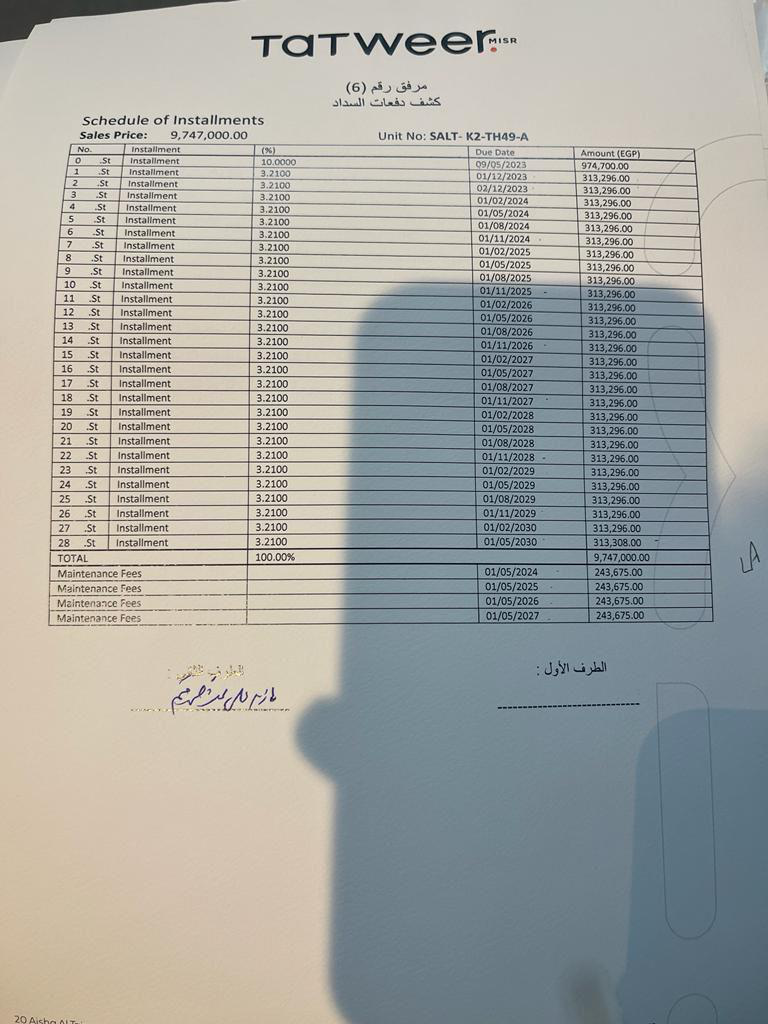 TATWEER MISR
مرفق رقم (6)
كشف دفعات السداد
Schedule of Installments
Sales Price: 9,747,000.00 Unit No: SALT- K2-TH49-A
No. Installment (%) Due Date Amount (EGP)
0 .St Installment 10.0000 09/05/2023 974,700.00
1 .St Installment 3.2100 01/12/2023 313,296.00
2 .St Installment 3.2100 02/12/2023 313,296.00
3 .St Installment 3.2100 01/02/2024 313,296.00
4 .St Installment 3.2100 01/05/2024 313,296.00
5 .St Installment 3.2100 01/08/2024 313,296.00
6 .St Installment 3.2100 01/11/2024 313,296.00
7 .St Installment 3.2100 01/02/2025 313,296.00
8 .St Installment 3.2100 01/05/2025 313,296.00
9 .St Installment 3.2100 01/08/2025 313,296.00
10 .St Installment 3.2100 01/11/2025 313,296.00
11 .St Installment 3.2100 01/02/2026 313,296.00
12 .St Installment 3.2100 01/05/2026 313,296.00
13 .St Installment 3.2100 01/08/2026 313,296.00
14 .St Installment 3.2100 01/11/2026 313,296.00
15 .St Installment 3.2100 01/02/2027 313,296.00
16 .St Installment 3.2100 01/05/2027 313,296.00
17 .St Installment 3.2100 01/08/2027 313,296.00
18 .St Installment 3.2100 01/11/2027 313,296.00
19 .St Installment 3.2100 01/02/2028 313,296.00
20 .St Installment 3.2100 01/05/2028 313,296.00
21 .St Installment 3.2100 01/08/2028 313,296.00
22 .St Installment 3.2100 01/11/2028 313,296.00
23 .St Installment 3.2100 01/02/2029 313,296.00
24 .St Installment 3.2100 01/05/2029 313,296.00
25 .St Installment 3.2100 01/08/2029 313,296.00
26 .St Installment 3.2100 01/11/2029 313,296.00
27 .St Installment 3.2100 01/02/2030 313,296.00
28 .St Installment 3.2100 01/05/2030 313,308.00
TOTAL 100.00% 9,747,000.00
Maintenance Fees 01/05/2024 243,675.00
Maintenance Fees 01/05/2025 243,675.00
Maintenance Fees 01/05/2026 243,675.00
Maintenance Fees 01/05/2027 243,675.00
الطرف الأول : الطرف الثاني :
20 Aisha